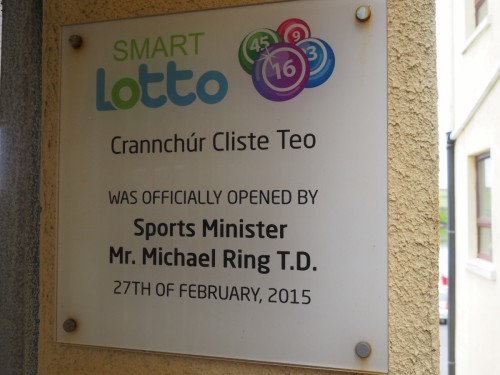 SMART
lotto
45 9
16 3
Crannchúr Cliste Teo
WAS OFFICIALLY OPENED BY
Sports Minister
Mr. Michael Ring T.D.
27TH OF FEBRUARY, 2015